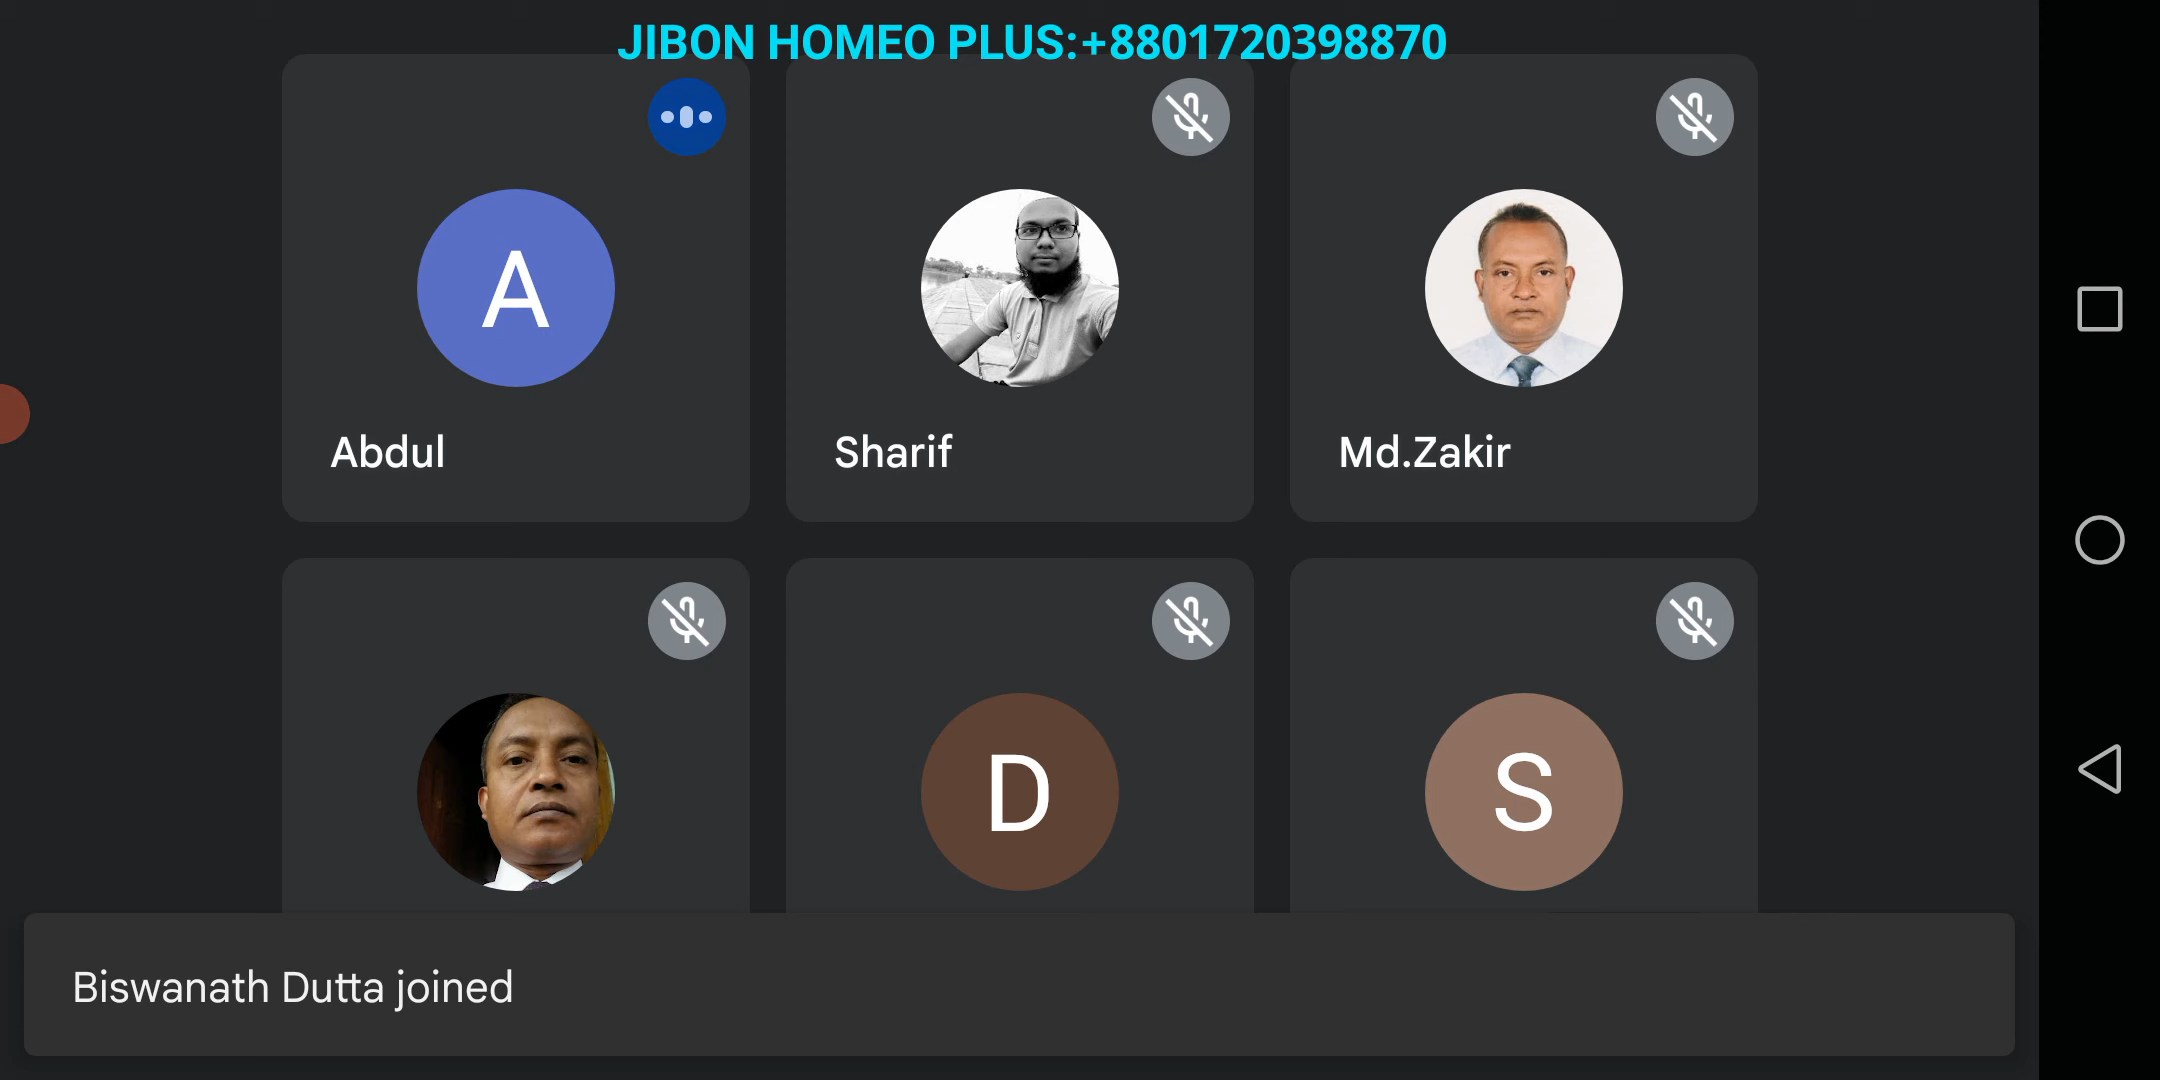 JIBON HOMEO PLUS:+8801720398870
A
Abdul
Sharif
Md.Zakir
D
S
Biswanath Dutta joined